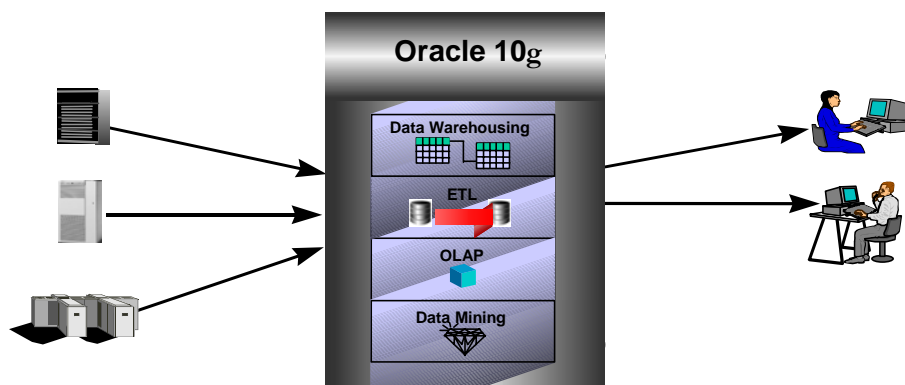 Oracle 10g
Data Warehousing
ETL
OLAP
Data Mining